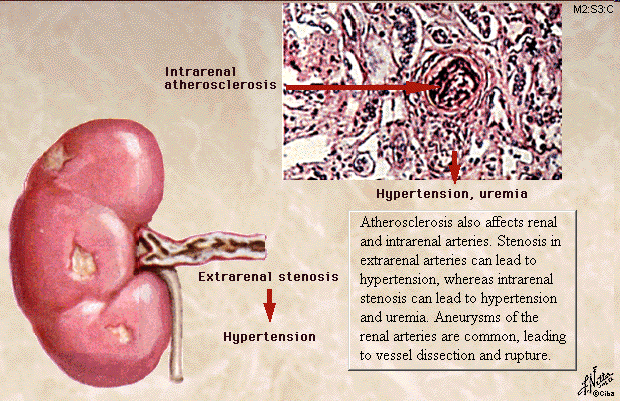 M2:S3:C
Intrarenal
atherosclerosis
Hypertension, uremia
Atherosclerosis also affects renal
and intrarenal arteries. Stenosis in
extrarenal arteries can lead to
hypertension, whereas intrarenal
stenosis can lead to hypertension
and uremia. Aneurysms of the
renal arteries are common, leading
to vessel dissection and rupture.
Extrarenal stenosis
Hypertension
©Ciba